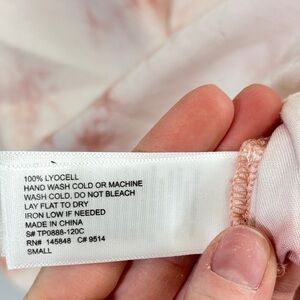 100% LYOCELL
HAND WASH COLD OR MACHINE
WASH COLD, DO NOT BLEACH
LAY FLAT TO DRY
IRON LOW IF NEEDED
MADE IN CHINA
S# TP0888-120C
RN# 145848 C# 9514
SMALL